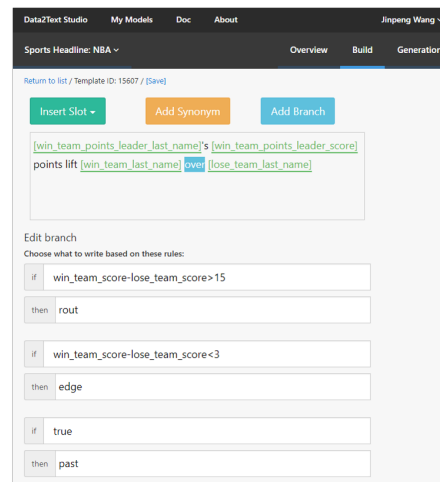 Data2Text Studio My Models Doc About Jinpeng Wang
Sports Headline: NBA Overview Build Generation
Return to list / Template ID: 15607 / [Save]
Insert Slot Add Synonym Add Branch
[win_team_points_leader_last_name]'s [win_team_points_leader_score]
points lift [win_team_last_name] over [lose_team_last_name]
Edit branch
Choose what to write based on these rules:
if win_team_score-lose_team_score>15
then rout
if win_team_score-lose_team_score<3
then edge
if true
then past